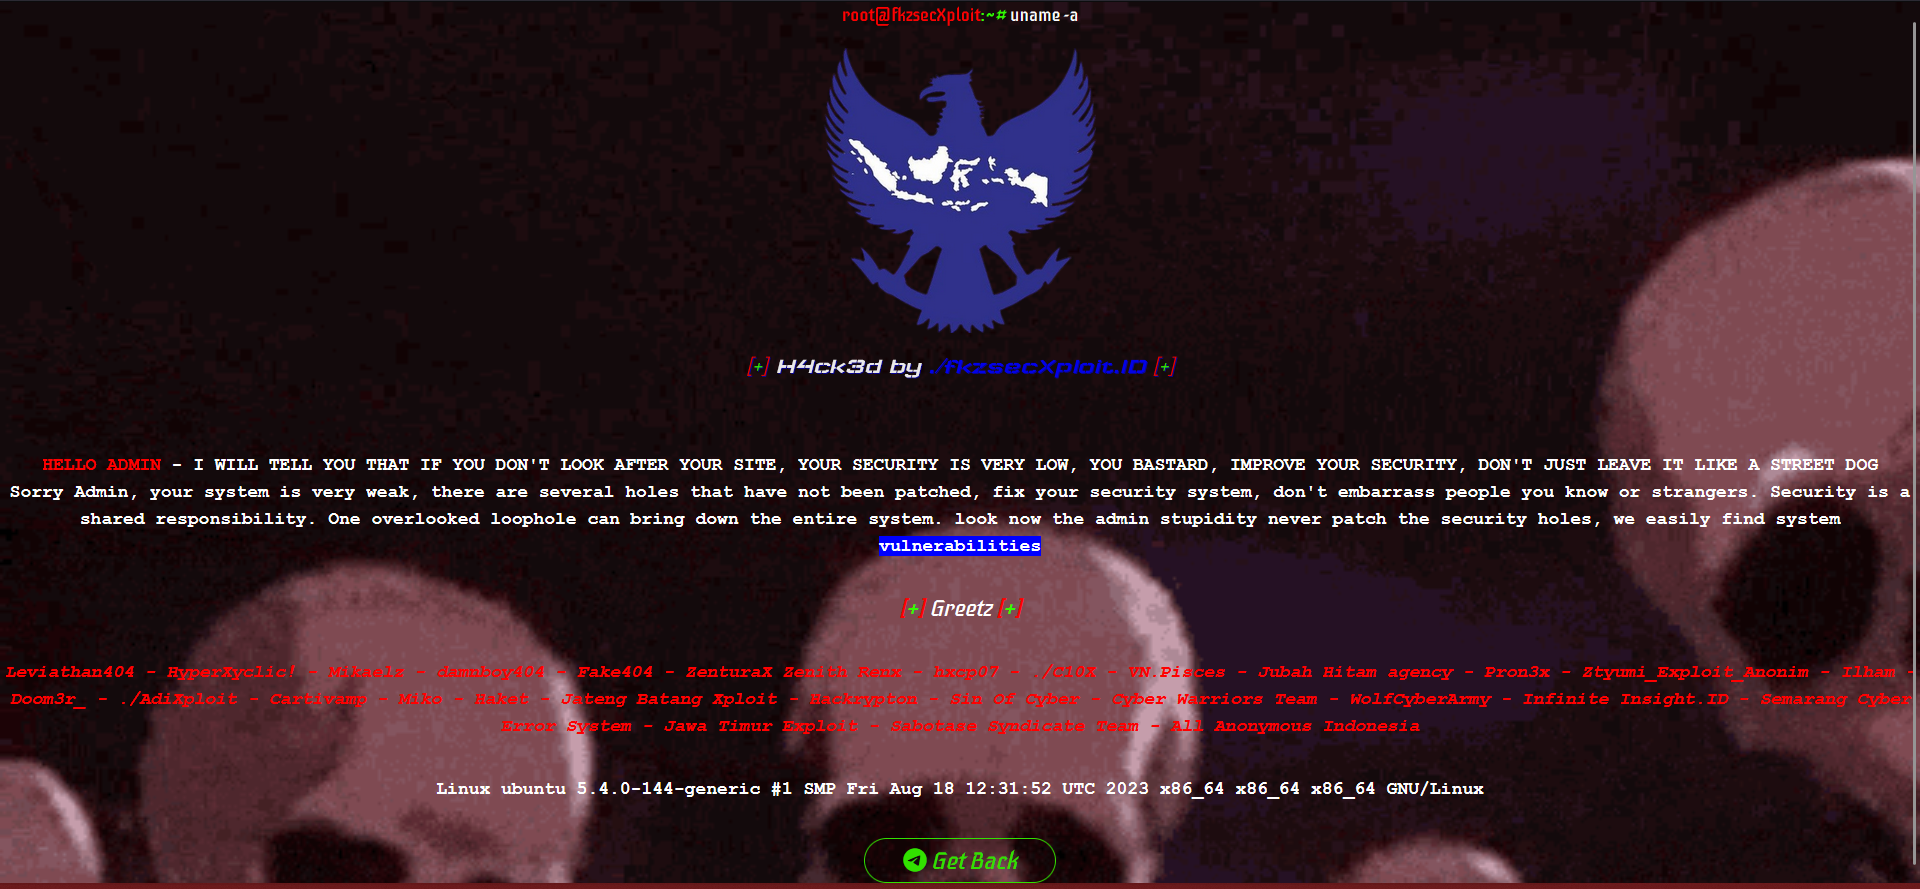 root@fkzsecXploit:~# uname -a
[+] H4ck3d by ./fkzsecXploit.ID [+]
HELLO ADMIN - I WILL TELL YOU THAT IF YOU DON'T LOOK AFTER YOUR SITE, YOUR SECURITY IS VERY LOW, YOU BASTARD, IMPROVE YOUR SECURITY, DON'T JUST LEAVE IT LIKE A STREET DOG
Sorry Admin, your system is very weak, there are several holes that have not been patched, fix your security system, don't embarrass people you know or strangers. Security is a
shared responsibility. One overlooked loophole can bring down the entire system. look now the admin stupidity never patch the security holes, we easily find system
vulnerabilities
[+] Greetz [+]
Leviathan404 - HyperXyclic! - Mikaelz - damnboy404 - Fake404 - ZenturaX Zenith Renx - hxcp07 - ./C10X - VN.Pisces - Jubah Hitam agency - Pron3x - Ztyumi_Exploit_Anonim - Ilham -
Doom3r_ - ./AdiXploit - Cartivamp - Miko - Haket - Jateng Batang Xploit - Hackrypton - Sin Of Cyber - Cyber Warriors Team - WolfCyberArmy - Infinite Insight.ID - Semarang Cyber
Error System - Jawa Timur Exploit - Sabotase Syndicate Team - All Anonymous Indonesia
Linux ubuntu 5.4.0-144-generic #1 SMP Fri Aug 18 12:31:52 UTC 2023 x86_64 x86_64 x86_64 GNU/Linux
Get Back